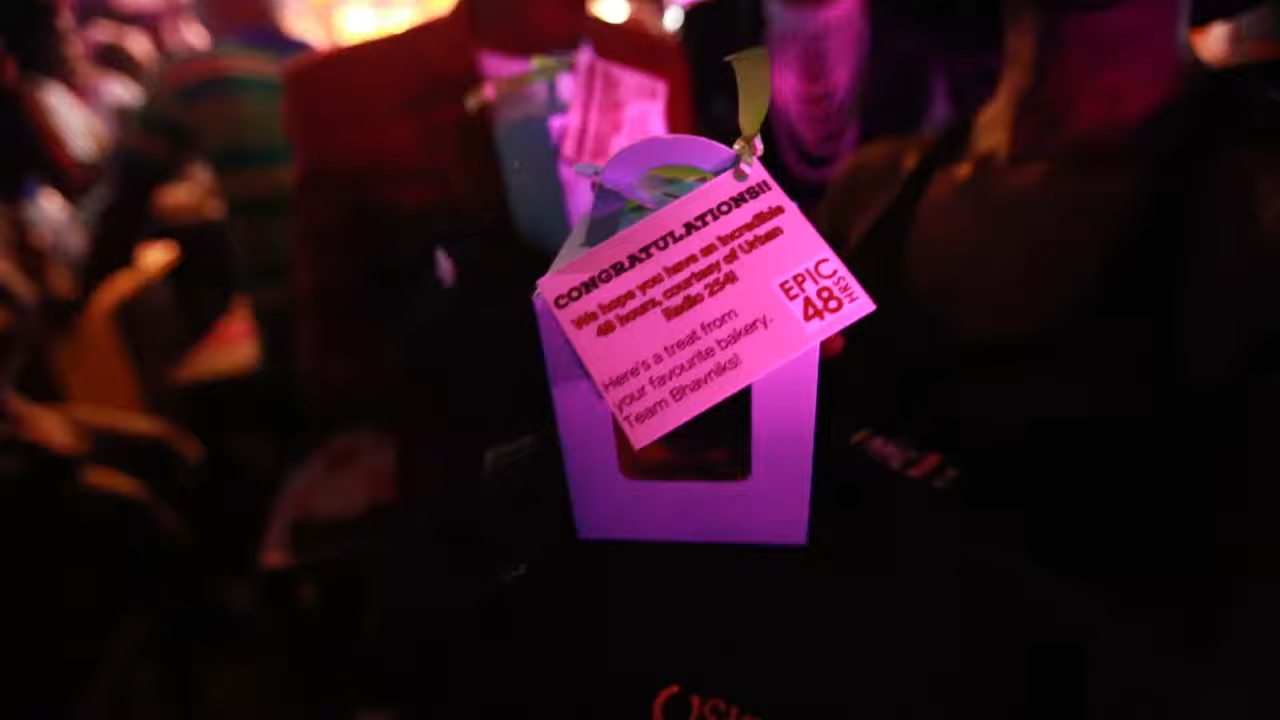 CONGRATULATIONS!!
We hope you have an incredible
48 hours, courtesy of Urban
Radio 254!
Here's a treat from
your favourite bakery.
Team Bhavniks!
EPIC
48 HRS